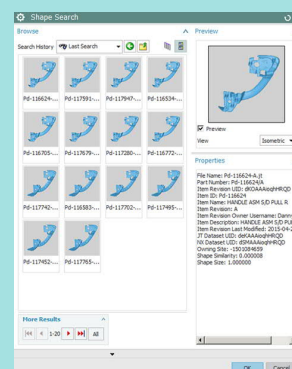 Shape Search
Browse
Search History Last Search
Pd-116624-... Pd-117591-... Pd-117947-... Pd-116534-...
Pd-116705-... Pd-117679-... Pd-117280-... Pd-116772-...
Pd-117742-... Pd-116583-... Pd-117702-... Pd-117495-...
Pd-117452-... Pd-117765-...
More Results
1-20 All
Preview
Preview
View Isometric
Properties
File Name: Pd-116624-A.jt
Part Number: Pd-116624/A
Item Revision UID: dKOAAAioqhHRQD
Item ID: Pd-116624
Item Name: HANDLE ASM S/D PULL R
Item Revision: A
Item Revision Owner Username: Dann
Item Description: HANDLE ASM S/D PUL
Item Revision Last Modified: 2015-04-2
JT Dataset UID: deKAAAioqhHRQD
NX Dataset UID: dSMAAAioqhHRQD
Owning Site: -1501084659
Shape Similarity: 0.000008
Shape Size: 1.000000
OK Cancel